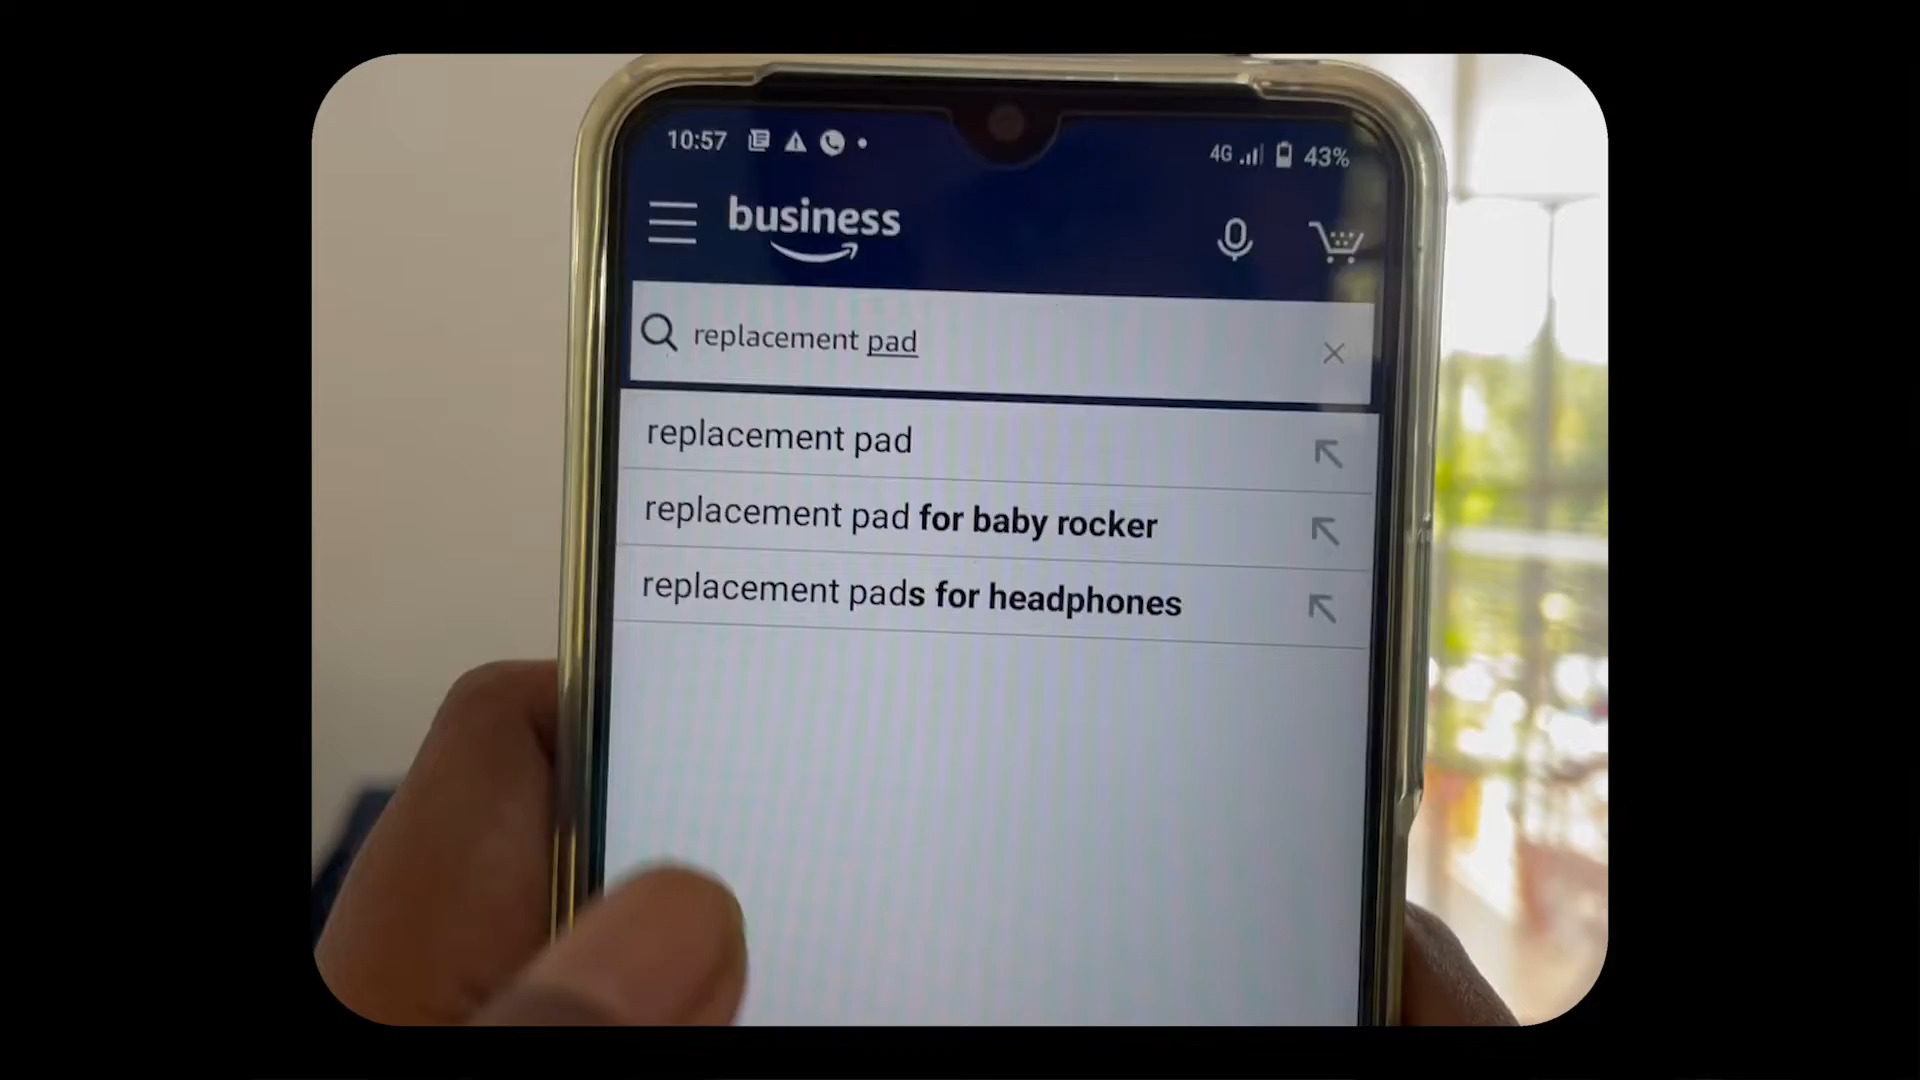 10:57 4G 43%
business
replacement pad
replacement pad
replacement pad for baby rocker
replacement pads for headphones